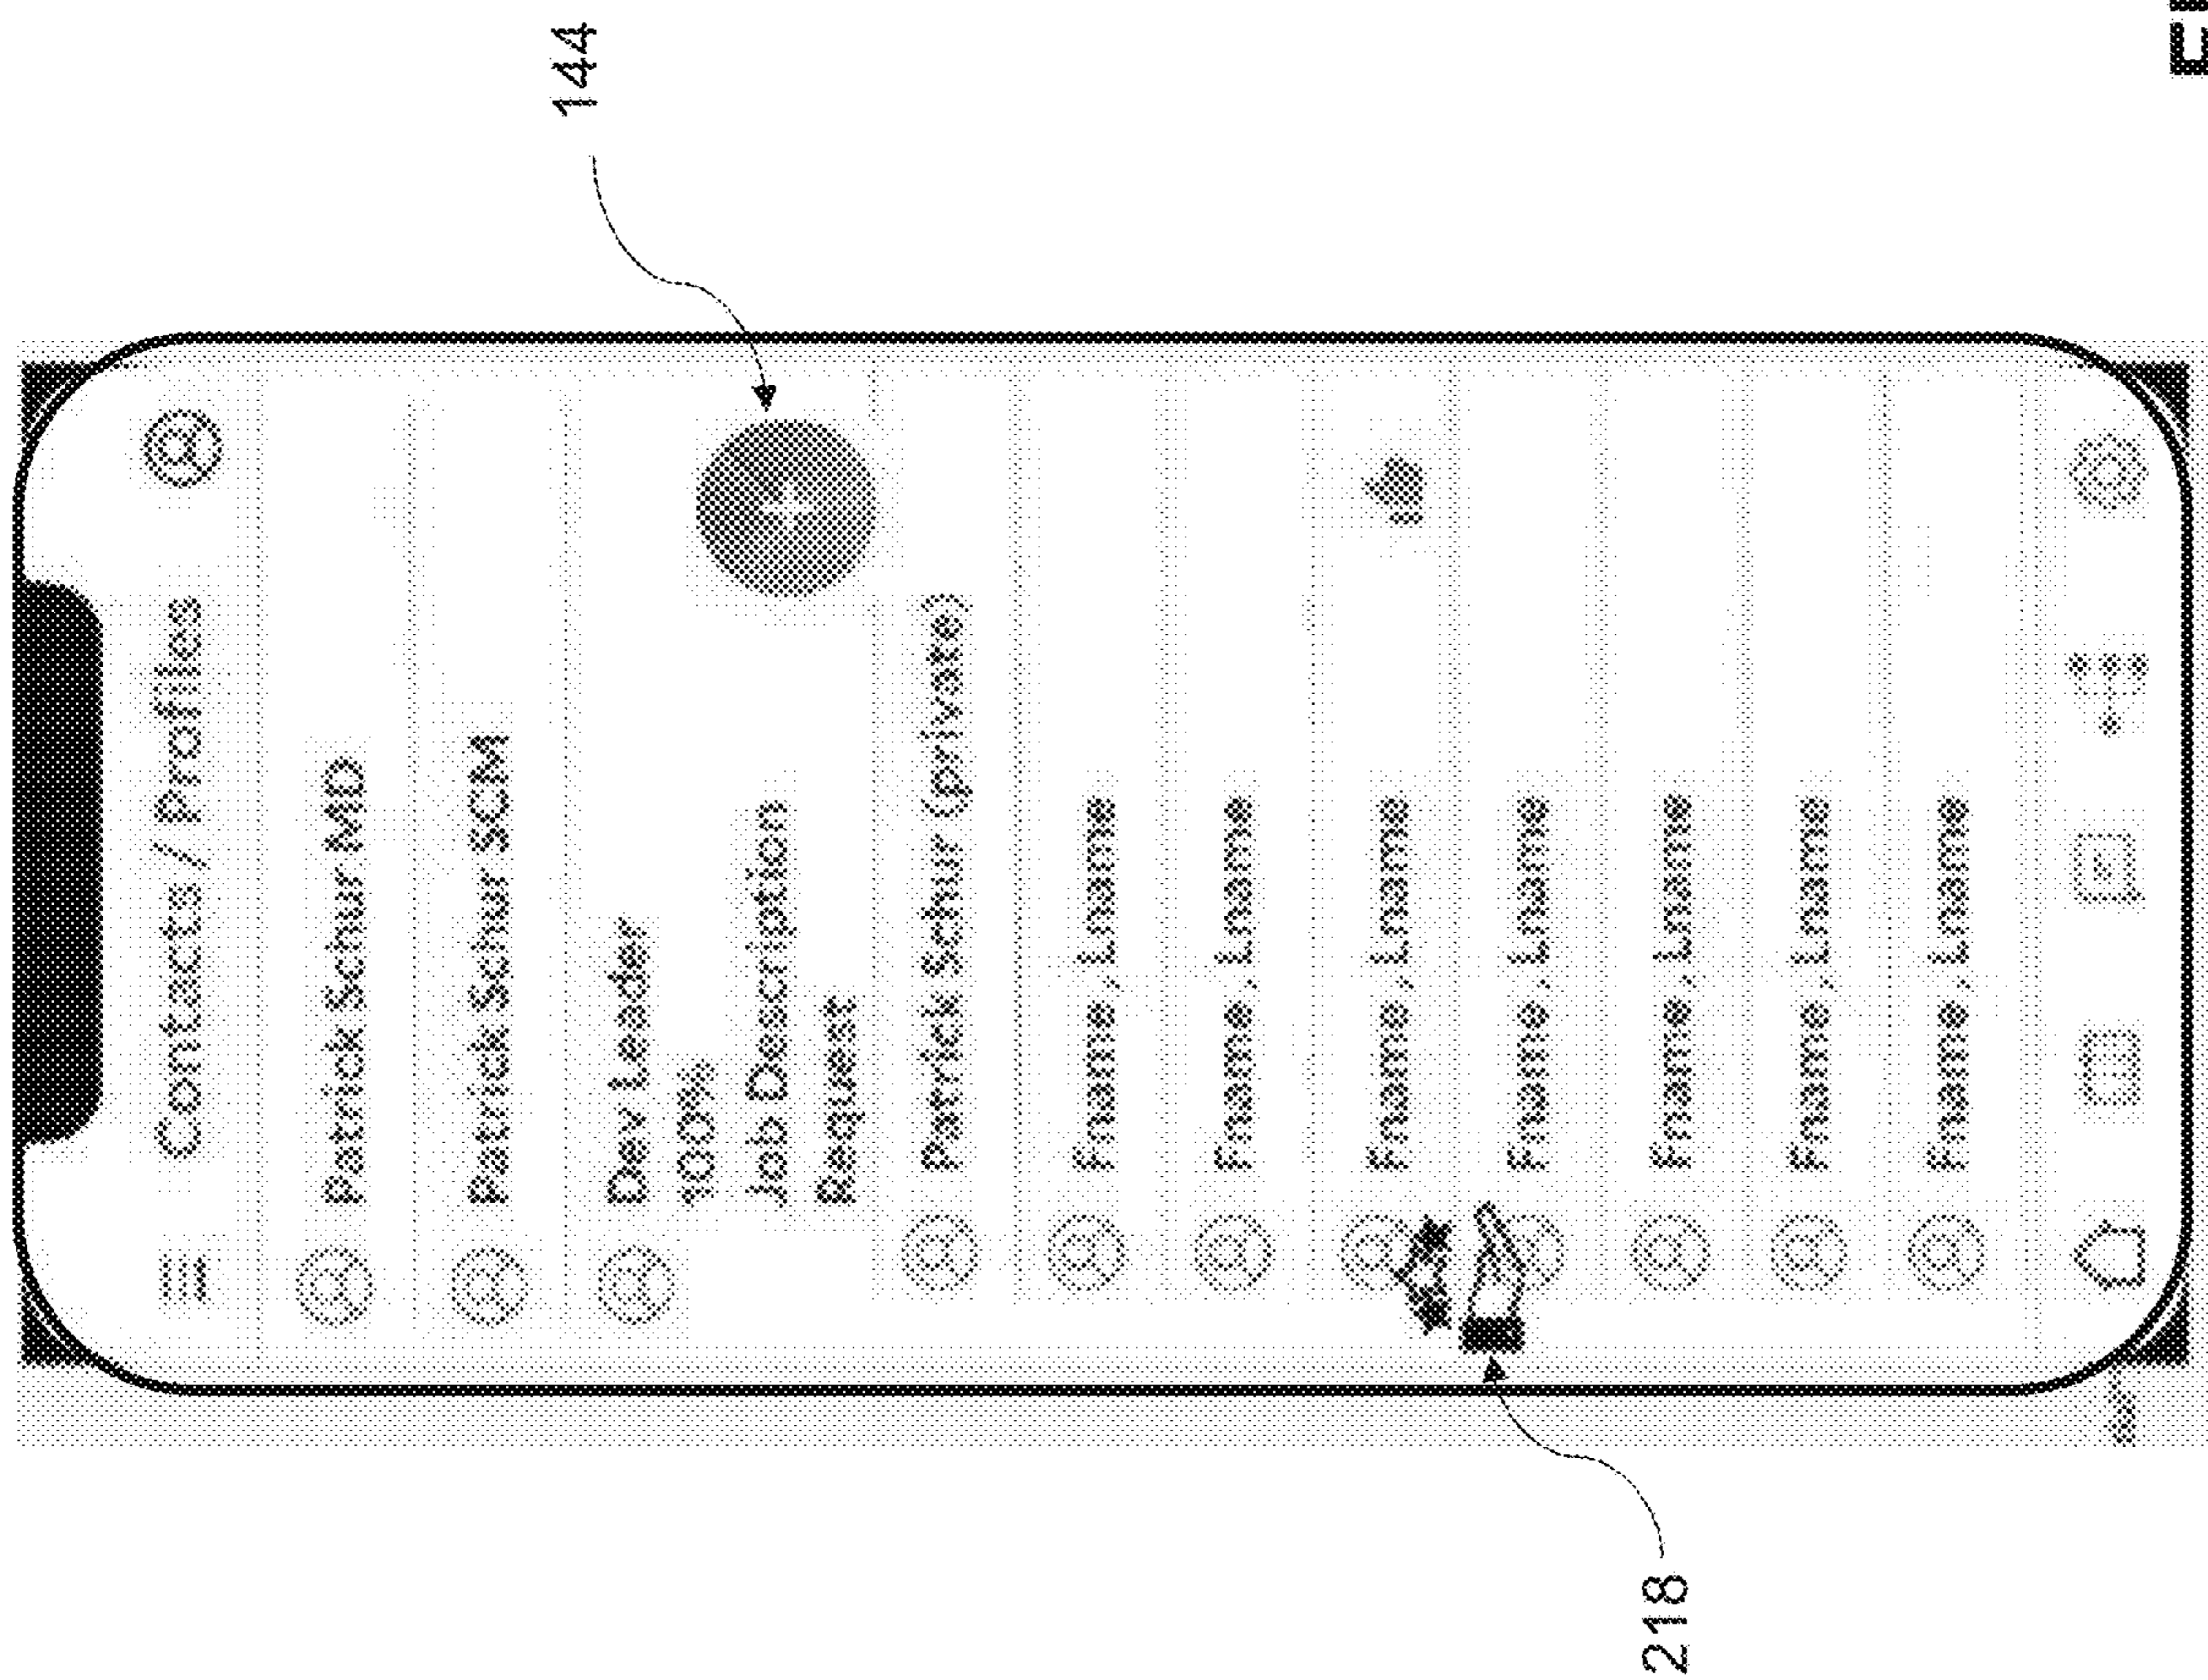 144
Contacts / Profiles
Patrick Schur MD
Patrick Schur SCM
Dev Leader
100%
Job Description
Request
Patrick Schur (private)
Fname, Lname
Fname, Lname
Fname, Lname
Fname, Lname
Fname, Lname
Fname, Lname
Fname, Lname
218